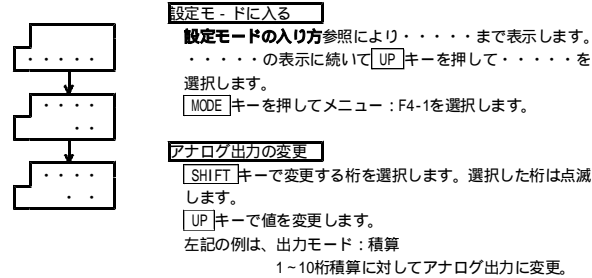 設定モ - ドに入る
設定モードの入り方参照により・・・・・まで表示します。
・・・・・の表示に続いて UP キーを押して・・・・・を
選択します。
MODE キーを押してメニュー：F4-1を選択します。
・・・・・
・・・・
・・
・・・・
・ ・
アナログ出力の変更
SHIFT キーで変更する桁を選択します。選択した桁は点滅
します。
UP キーで値を変更します。
左記の例は、出力モード：積算
1～10桁積算に対してアナログ出力に変更。